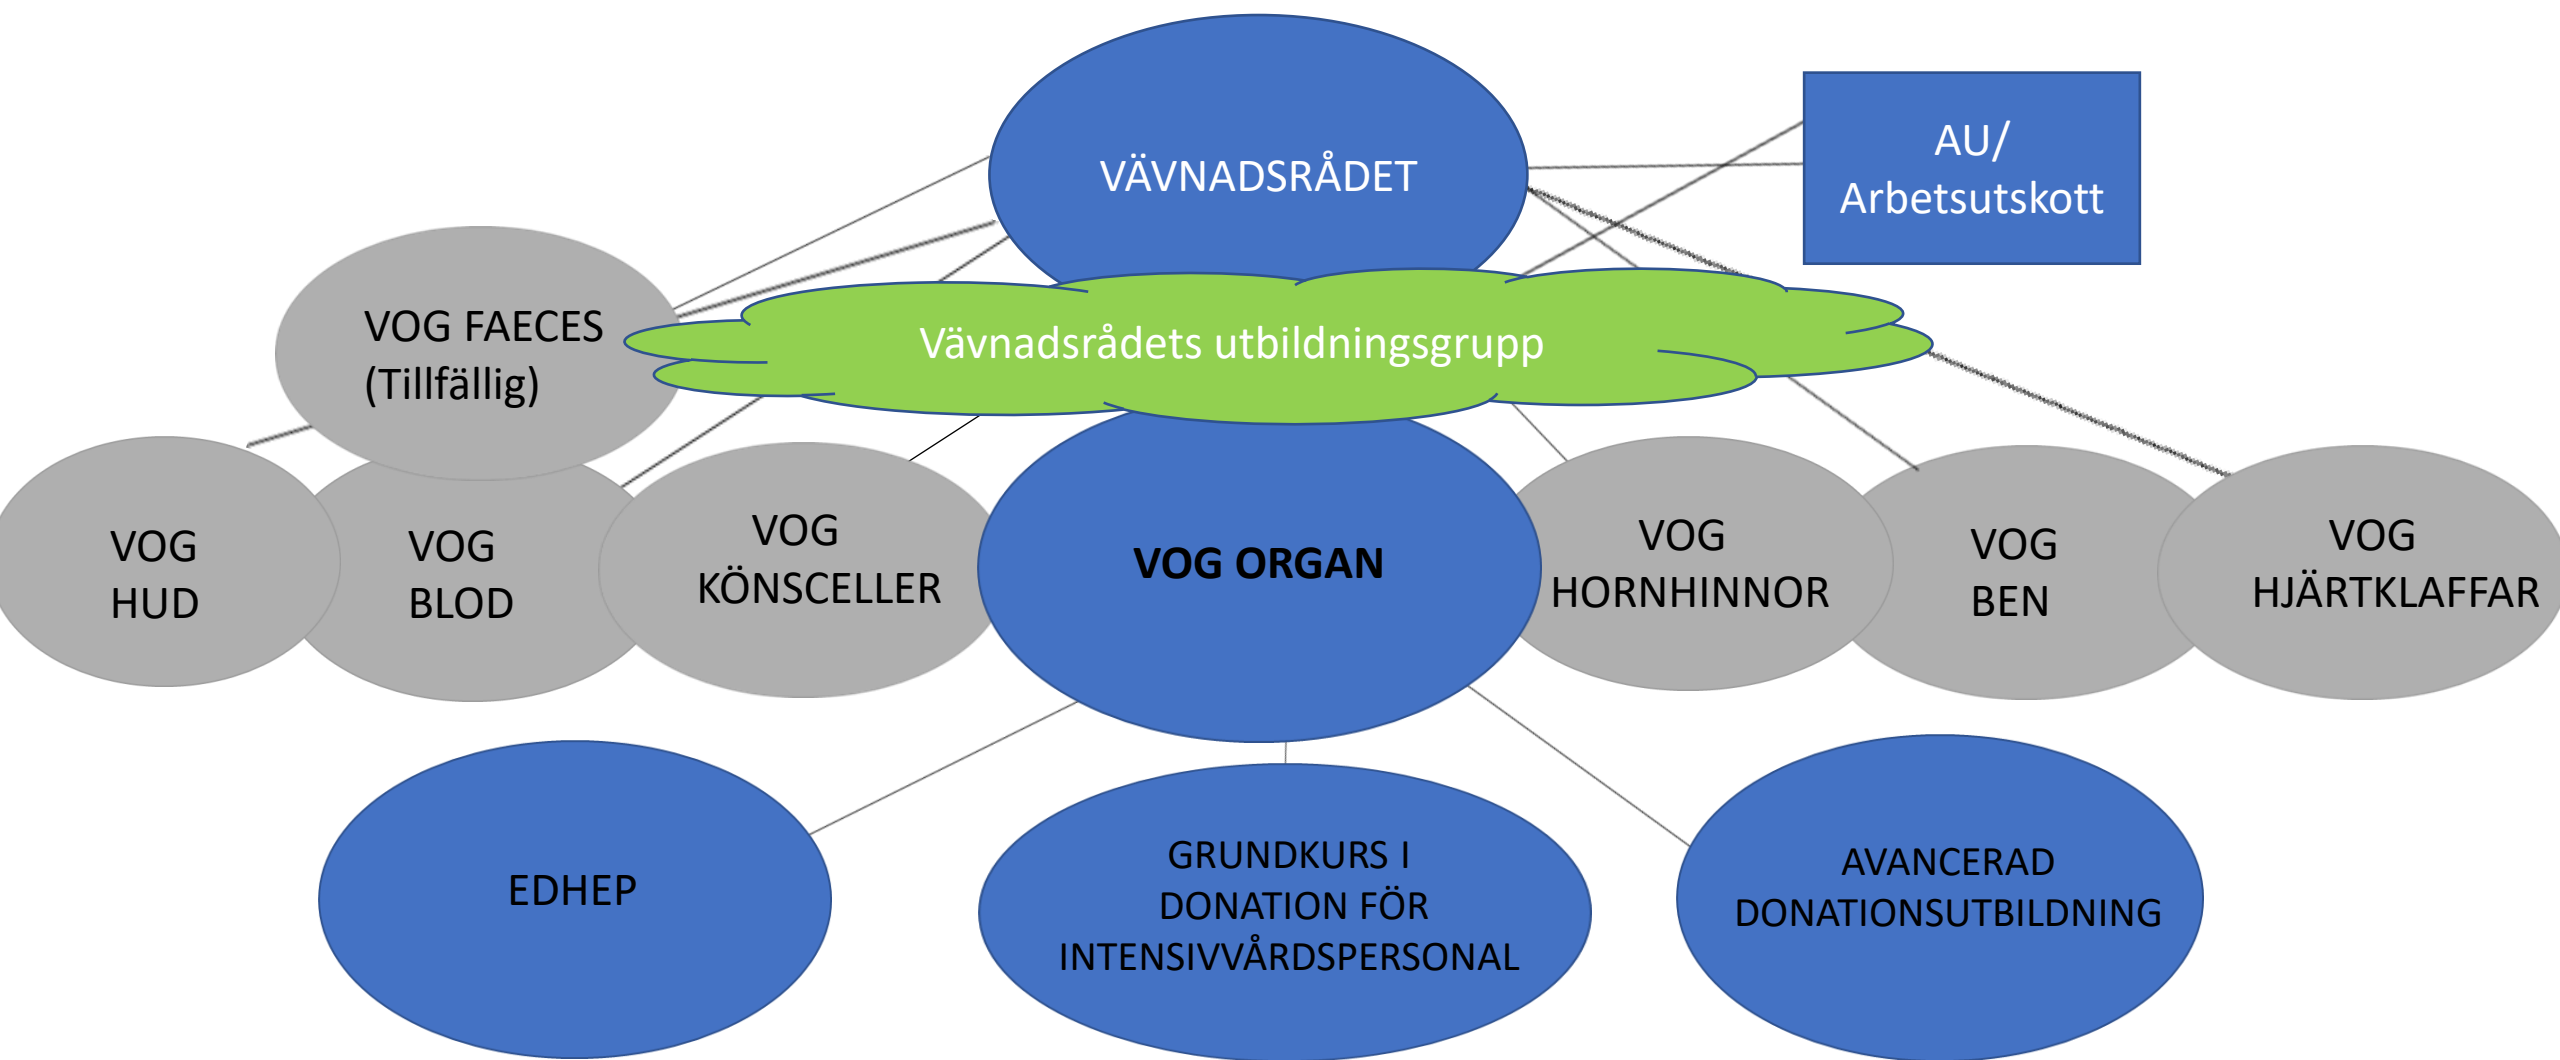 VÄVNADSRÅDET
AU/
Arbetsutskott
VOG FAECES
(Tillfällig)
Vävnadsrådets utbildningsgrupp
VOG
HUD
VOG
BLOD
VOG
KÖNSCELLER
VOG ORGAN
VOG
HORNHINNOR
VOG
BEN
VOG
HJÄRTKLAFFAR
EDHEP
GRUNDKURS I
DONATION FÖR
INTENSIVVÅRDSPERSONAL
AVANCERAD
DONATIONSUTBILDNING